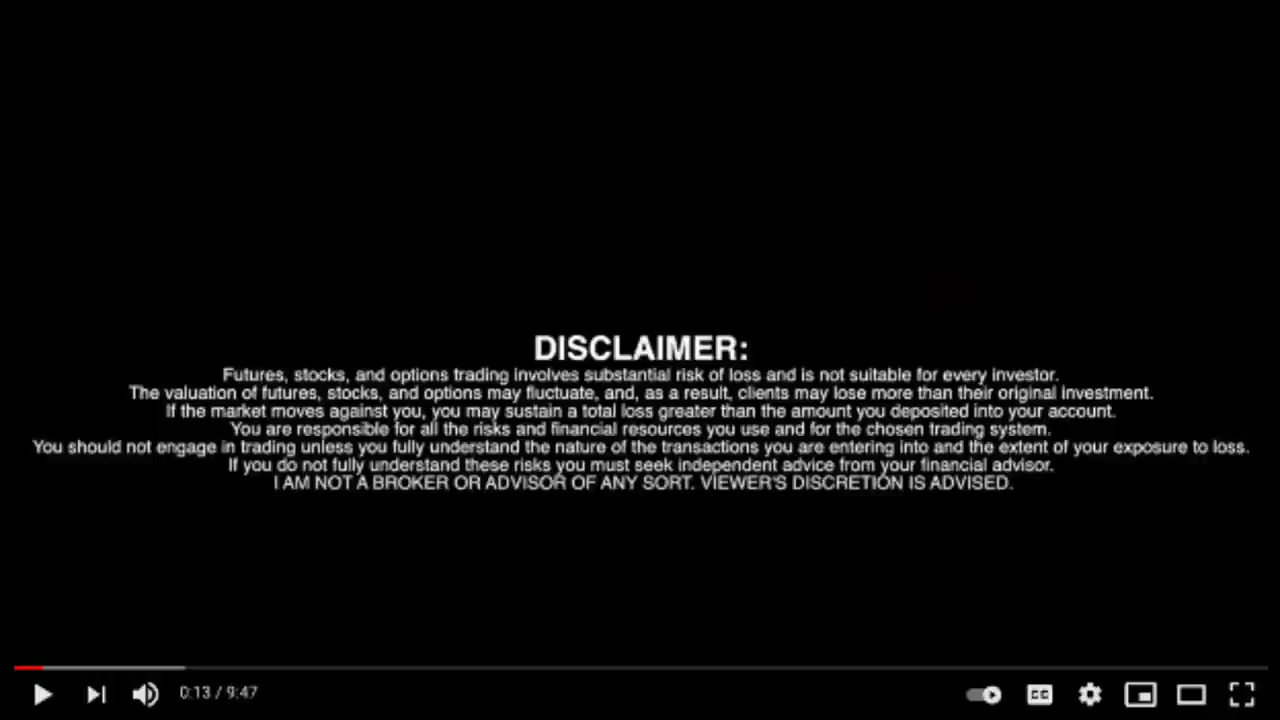 DISCLAIMER:
Futures, stocks, and options trading involves substantial risk of loss and is not suitable for every investor.
The valuation of futures, stocks, and options may fluctuate, and, as a result, clients may lose more than their original investment.
If the market moves against you, you may sustain a total loss greater than the amount you deposited into your account.
You are responsible for all the risks and financial resources you use and for the chosen trading system.
You should not engage in trading unless you fully understand the nature of the transactions you are entering into and the extent of your exposure to loss.
If you do not fully understand these risks you must seek independent advice from your financial advisor.
I AM NOT A BROKER OR ADVISOR OF ANY SORT. VIEWER'S DISCRETION IS ADVISED.
0:13 / 9:47
CC